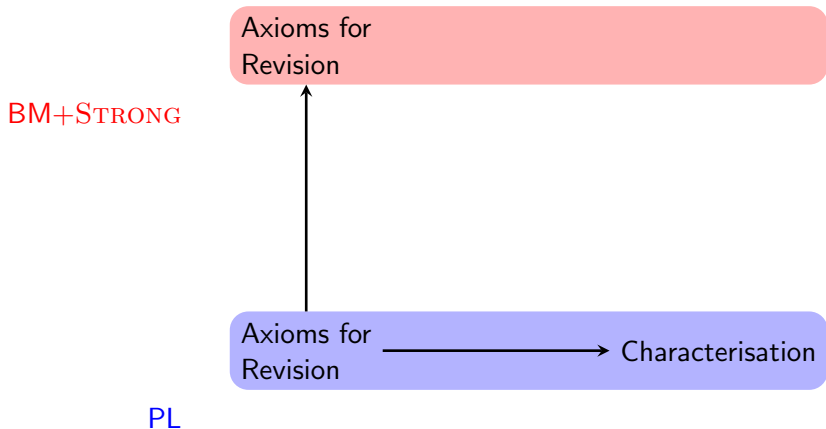 Axioms for
Revision
BM+STRONG
Axioms for
Revision
Characterisation
PL